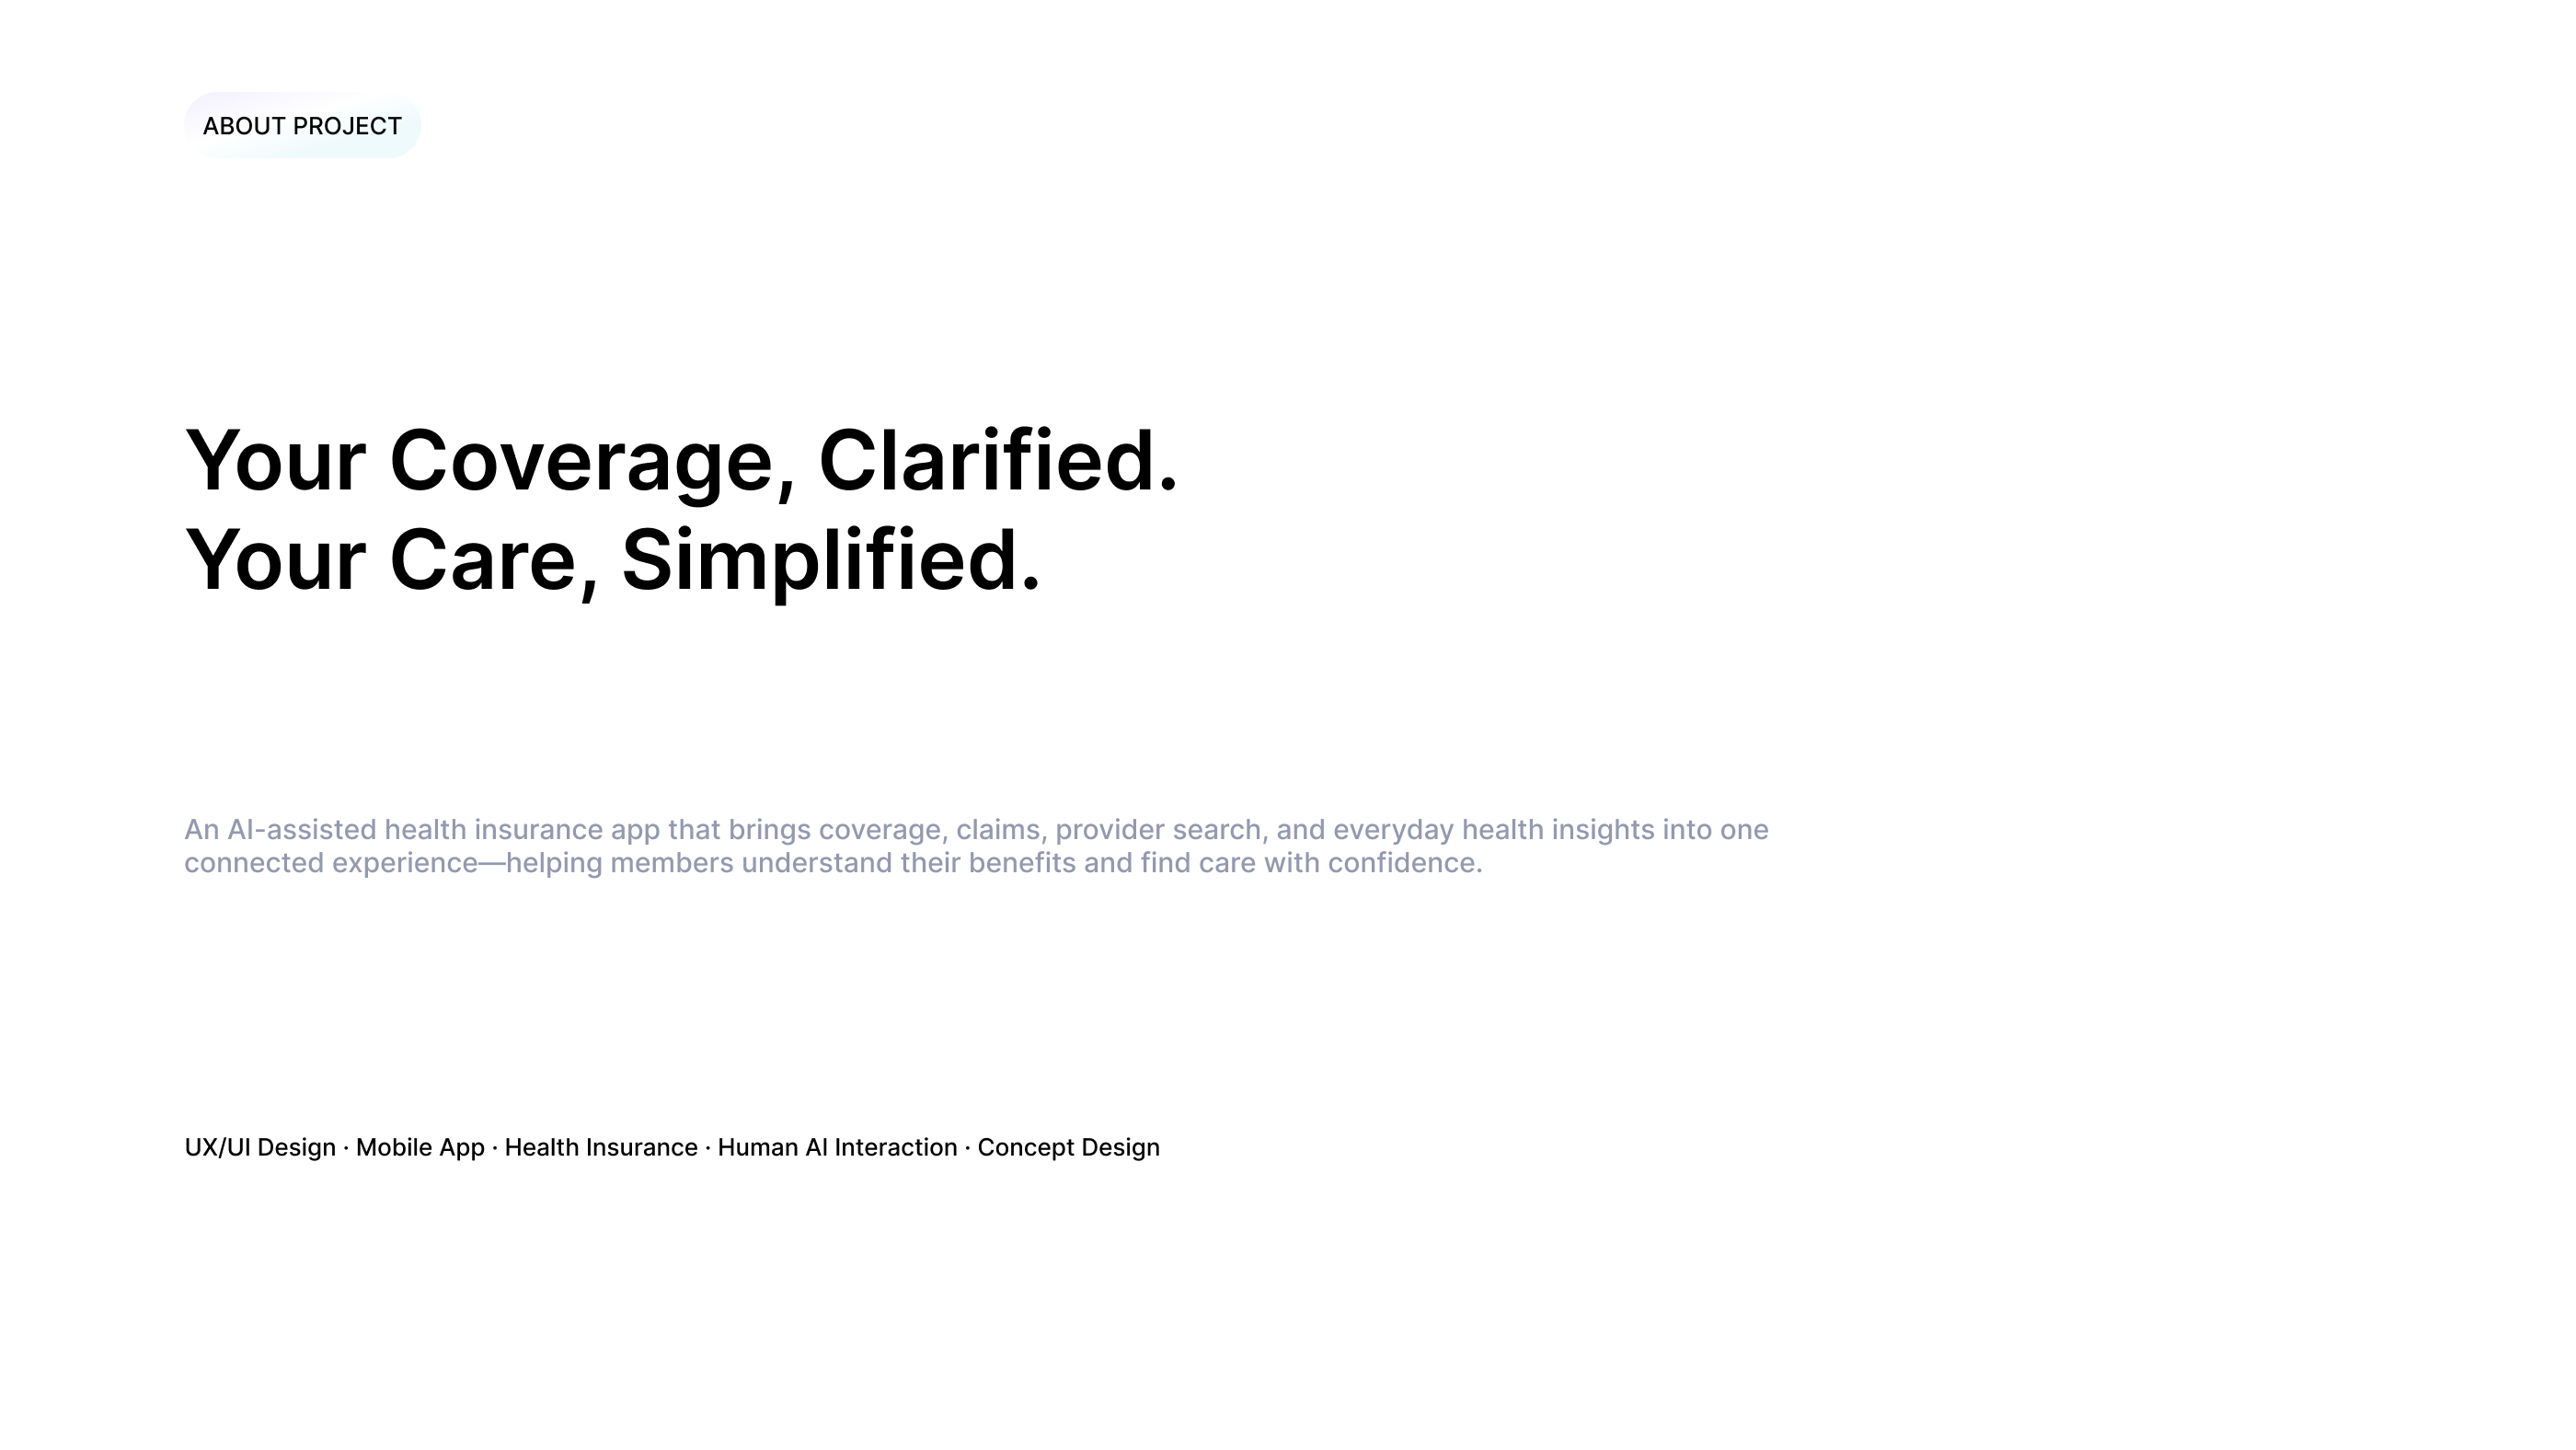 ABOUT PROJECT
Your Coverage, Clarified.
Your Care, Simplified.
An AI-assisted health insurance app that brings coverage, claims, provider search, and everyday health insights into one
connected experience—helping members understand their benefits and find care with confidence.
UX/UI Design · Mobile App · Health Insurance · Human AI Interaction · Concept Design